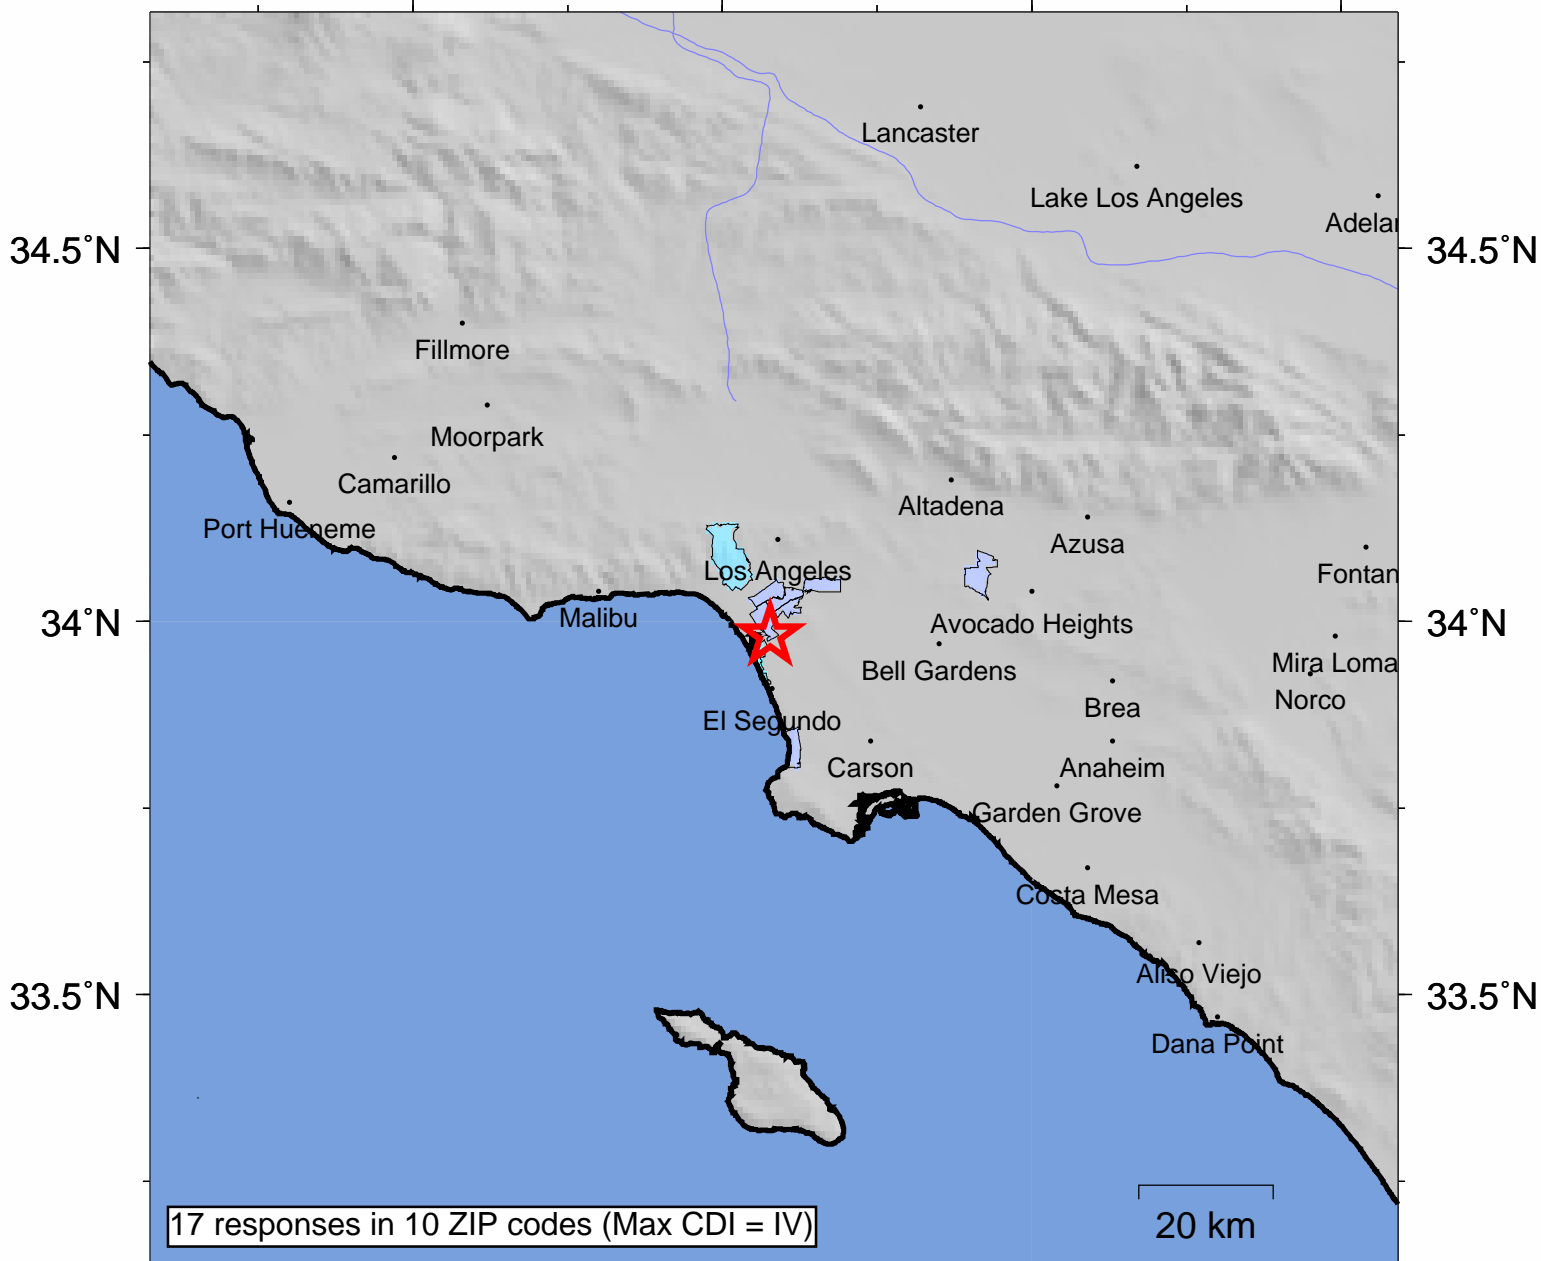 Lancaster
Lake Los Angeles
Adelar
34.5˚N
34.5˚N
Fillmore
Moorpark
Camarillo
Altadena
Port Hueneme
Azusa
Los Angeles
Fontan
34˚N
Malibu
Avocado Heights
34˚N
Bell Gardens
Mira Loma
Norco
Brea
El Segundo
Carson
Anaheim
Garden Grove
Costa Mesa
Aliso Viejo
33.5˚N
33.5˚N
Dana Point
17 responses in 10 ZIP codes (Max CDI = IV)
20 km